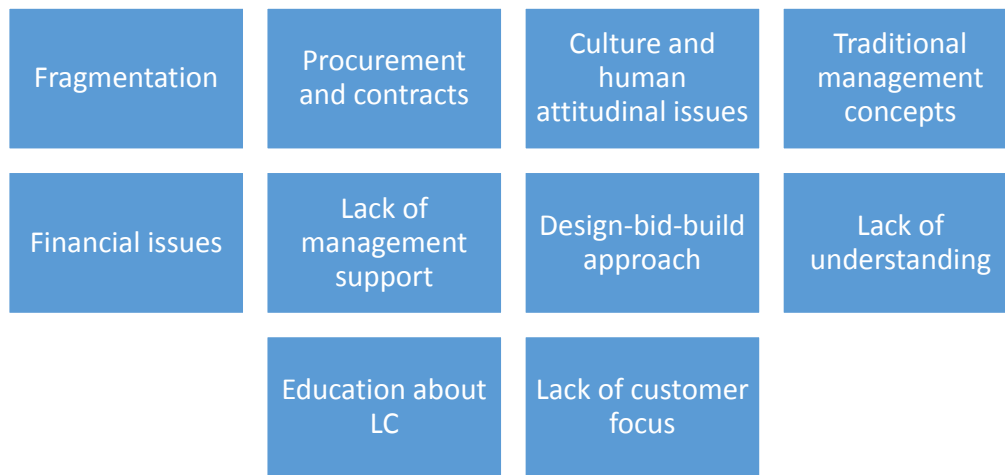 Fragmentation
Procurement
and contracts
Culture and
human
attitudinal issues
Traditional
management
concepts
Financial issues
Lack of
management
support
Design-bid-build
approach
Lack of
understanding
Education about
LC
Lack of customer
focus